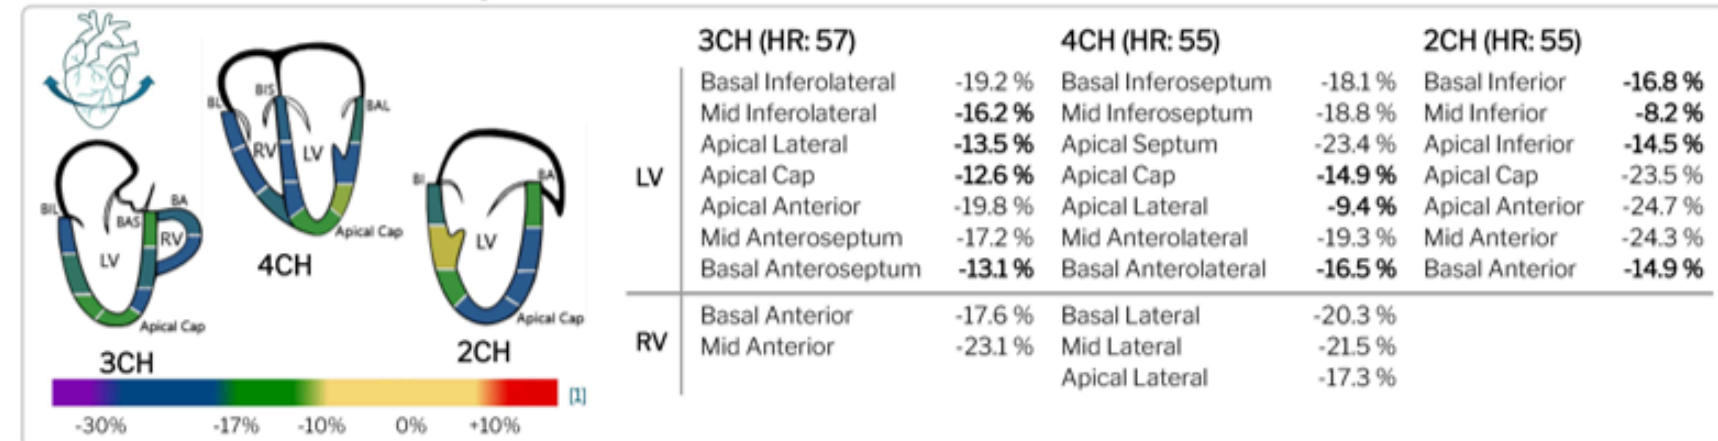 3CH (HR: 57) 4CH (HR: 55) 2CH (HR: 55)
LV
Basal Inferolateral -19.2 % Basal Inferoseptum -18.1 % Basal Inferior -16.8 %
Mid Inferolateral -16.2 % Mid Inferoseptum -18.8 % Mid Inferior -8.2 %
Apical Lateral -13.5 % Apical Septum -23.4 % Apical Inferior -14.5 %
Apical Cap -12.6 % Apical Cap -14.9 % Apical Cap -23.5 %
Apical Anterior -19.8 % Apical Lateral -9.4 % Apical Anterior -24.7 %
Mid Anteroseptum -17.2 % Mid Anterolateral -19.3 % Mid Anterior -24.3 %
Basal Anteroseptum -13.1 % Basal Anterolateral -16.5 % Basal Anterior -14.9 %
RV
Basal Anterior -17.6 % Basal Lateral -20.3 %
Mid Anterior -23.1 % Mid Lateral -21.5 %
Apical Lateral -17.3 %
BL BIS BAL
RV LV
Apical Cap
4CH
BIL BAS BA
LV RV
Apical Cap
3CH
BI BA
LV
Apical Cap
2CH
[1]
-30% -17% -10% 0% +10%